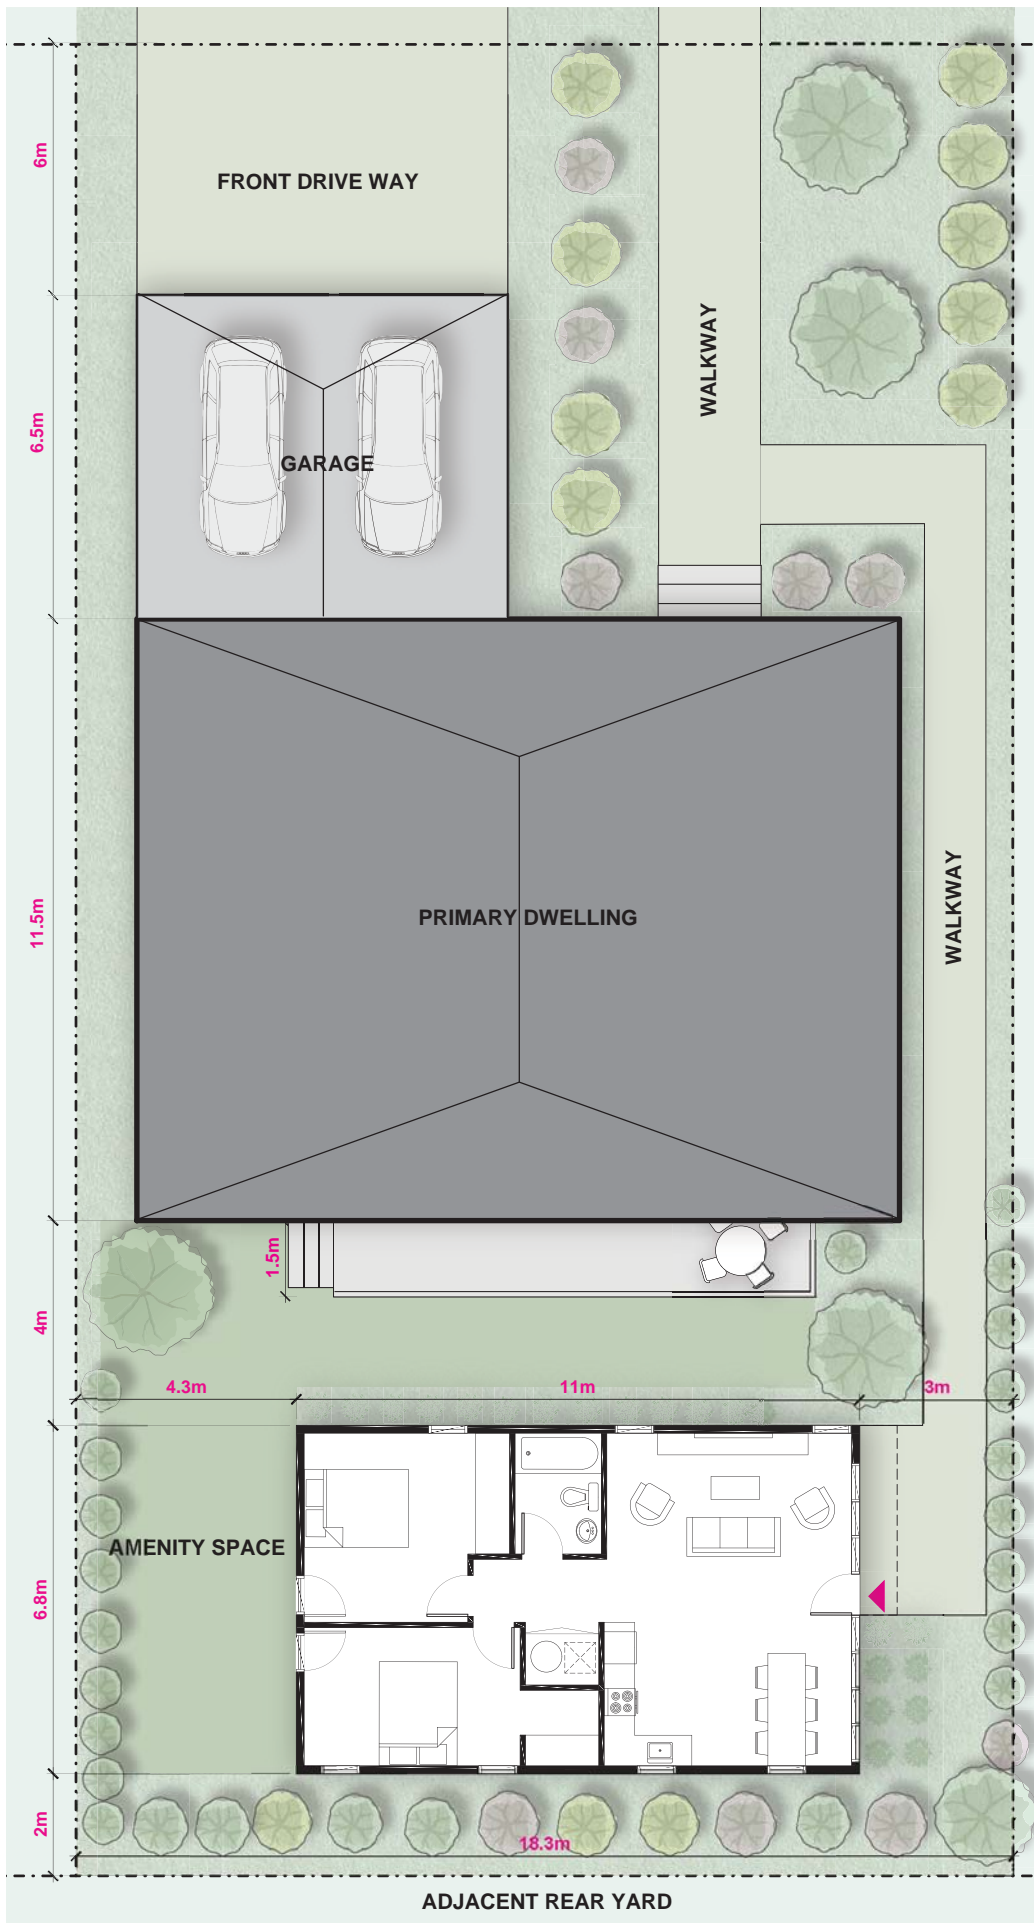 6m
FRONT DRIVE WAY
WALKWAY
6.5m
GARAGE
11.5m
PRIMARY DWELLING
WALKWAY
1.5m
4m
4.3m
11m
3m
AMENITY SPACE
6.8m
2m
18.3m
ADJACENT REAR YARD